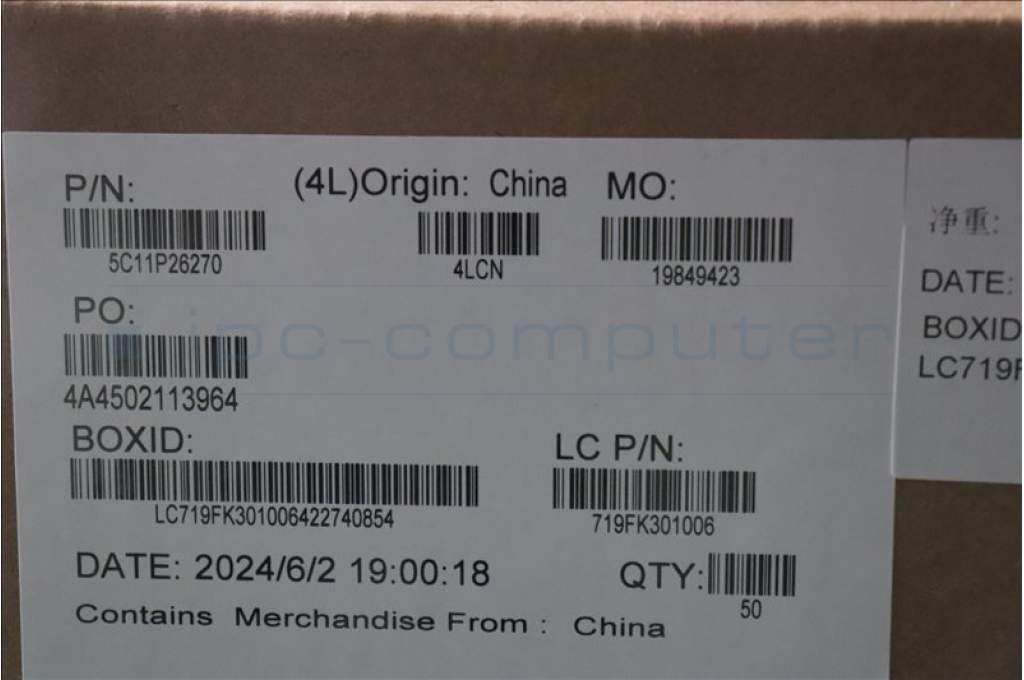 P/N: (4L)Origin: China MO:
5C11P26270 4LCN 19849423
PO:
ipc-computer
4A4502113964
BOXID: LC P/N:
LC719FK301006422740854 719FK301006
DATE: 2024/6/2 19:00:18 QTY:
50
Contains Merchandise From : China
净重:
DATE:
BOXID
LC719F